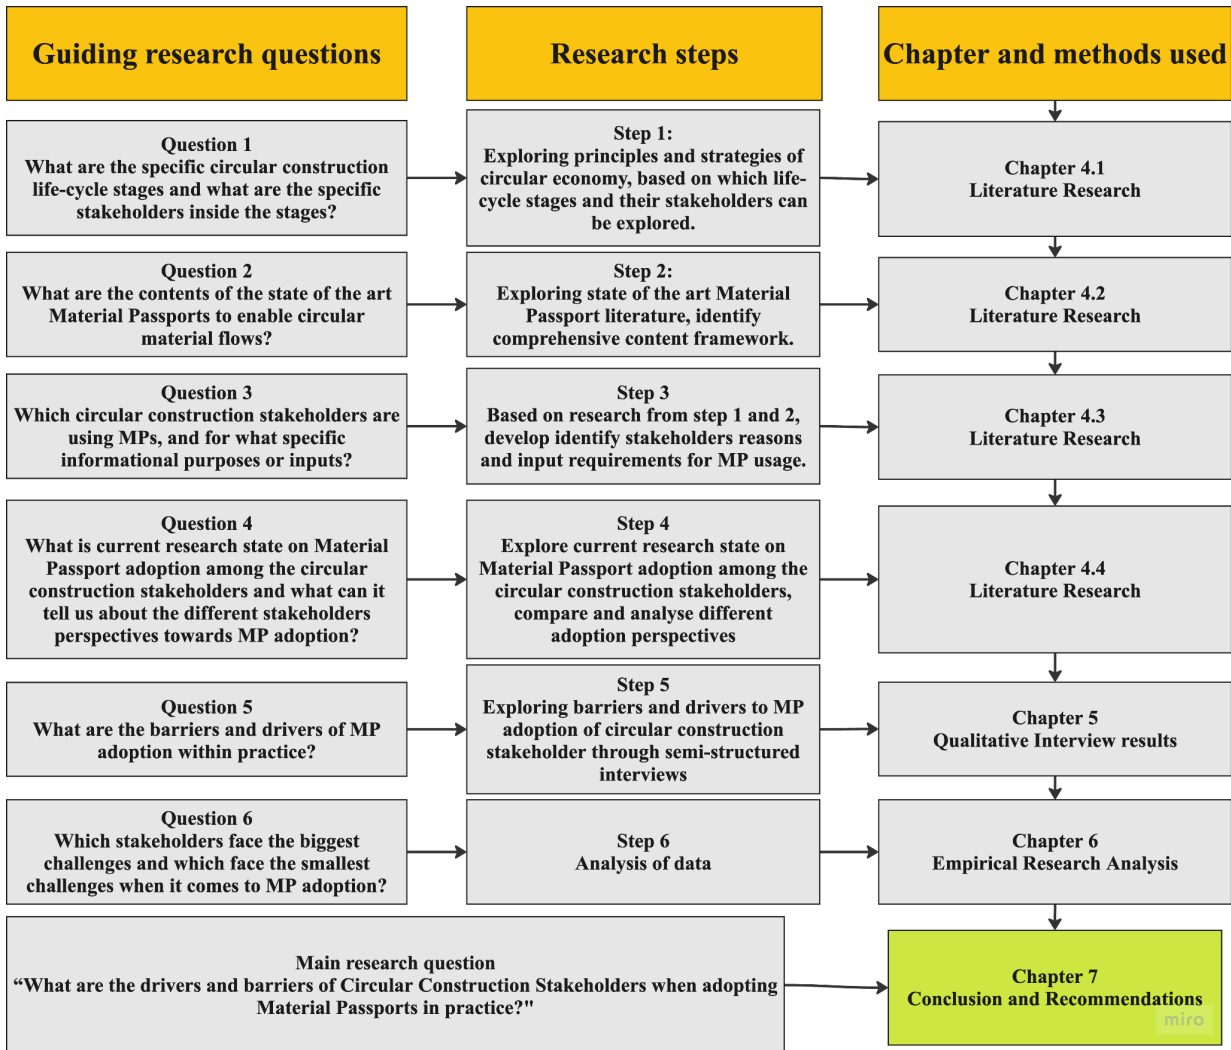 Guiding research questions
Research steps
Chapter and methods used
Question 1
What are the specific circular construction
life-cycle stages and what are the specific
stakeholders inside the stages?
Step 1:
Exploring principles and strategies of
circular economy, based on which life-
cycle stages and their stakeholders can
be explored.
Chapter 4.1
Literature Research
Question 2
What are the contents of the state of the art
Material Passports to enable circular
material flows?
Step 2:
Exploring state of the art Material
Passport literature, identify
comprehensive content framework.
Chapter 4.2
Literature Research
Question 3
Which circular construction stakeholders are
using MPs, and for what specific
informational purposes or inputs?
Step 3
Based on research from step 1 and 2,
develop identify stakeholders reasons
and input requirements for MP usage.
Chapter 4.3
Literature Research
Question 4
What is current research state on Material
Passport adoption among the circular
construction stakeholders and what can it
tell us about the different stakeholders
perspectives towards MP adoption?
Step 4
Explore current research state on
Material Passport adoption among the
circular construction stakeholders,
compare and analyse different
adoption perspectives
Chapter 4.4
Literature Research
Question 5
What are the barriers and drivers of MP
adoption within practice?
Step 5
Exploring barriers and drivers to MP
adoption of circular construction
stakeholder through semi-structured
interviews
Chapter 5
Qualitative Interview results
Question 6
Which stakeholders face the biggest
challenges and which face the smallest
challenges when it comes to MP adoption?
Step 6
Analysis of data
Chapter 6
Empirical Research Analysis
Main research question
“What are the drivers and barriers of Circular Construction Stakeholders when adopting
Material Passports in practice?"
Chapter 7
Conclusion and Recommendations
miro